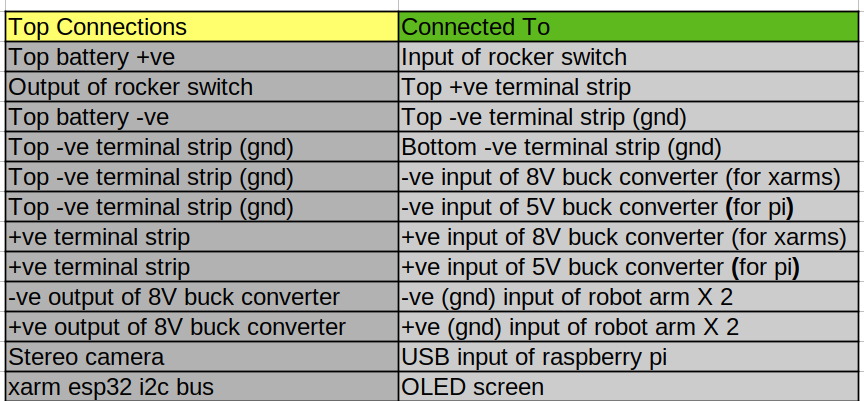 Top Connections Connected To
Top battery +ve Input of rocker switch
Output of rocker switch Top +ve terminal strip
Top battery -ve Top -ve terminal strip (gnd)
Top -ve terminal strip (gnd) Bottom -ve terminal strip (gnd)
Top -ve terminal strip (gnd) -ve input of 8V buck converter (for xarms)
Top -ve terminal strip (gnd) -ve input of 5V buck converter (for pi)
+ve terminal strip +ve input of 8V buck converter (for xarms)
+ve terminal strip +ve input of 5V buck converter (for pi)
-ve output of 8V buck converter -ve (gnd) input of robot arm X 2
+ve output of 8V buck converter +ve (gnd) input of robot arm X 2
Stereo camera USB input of raspberry pi
xarm esp32 i2c bus OLED screen